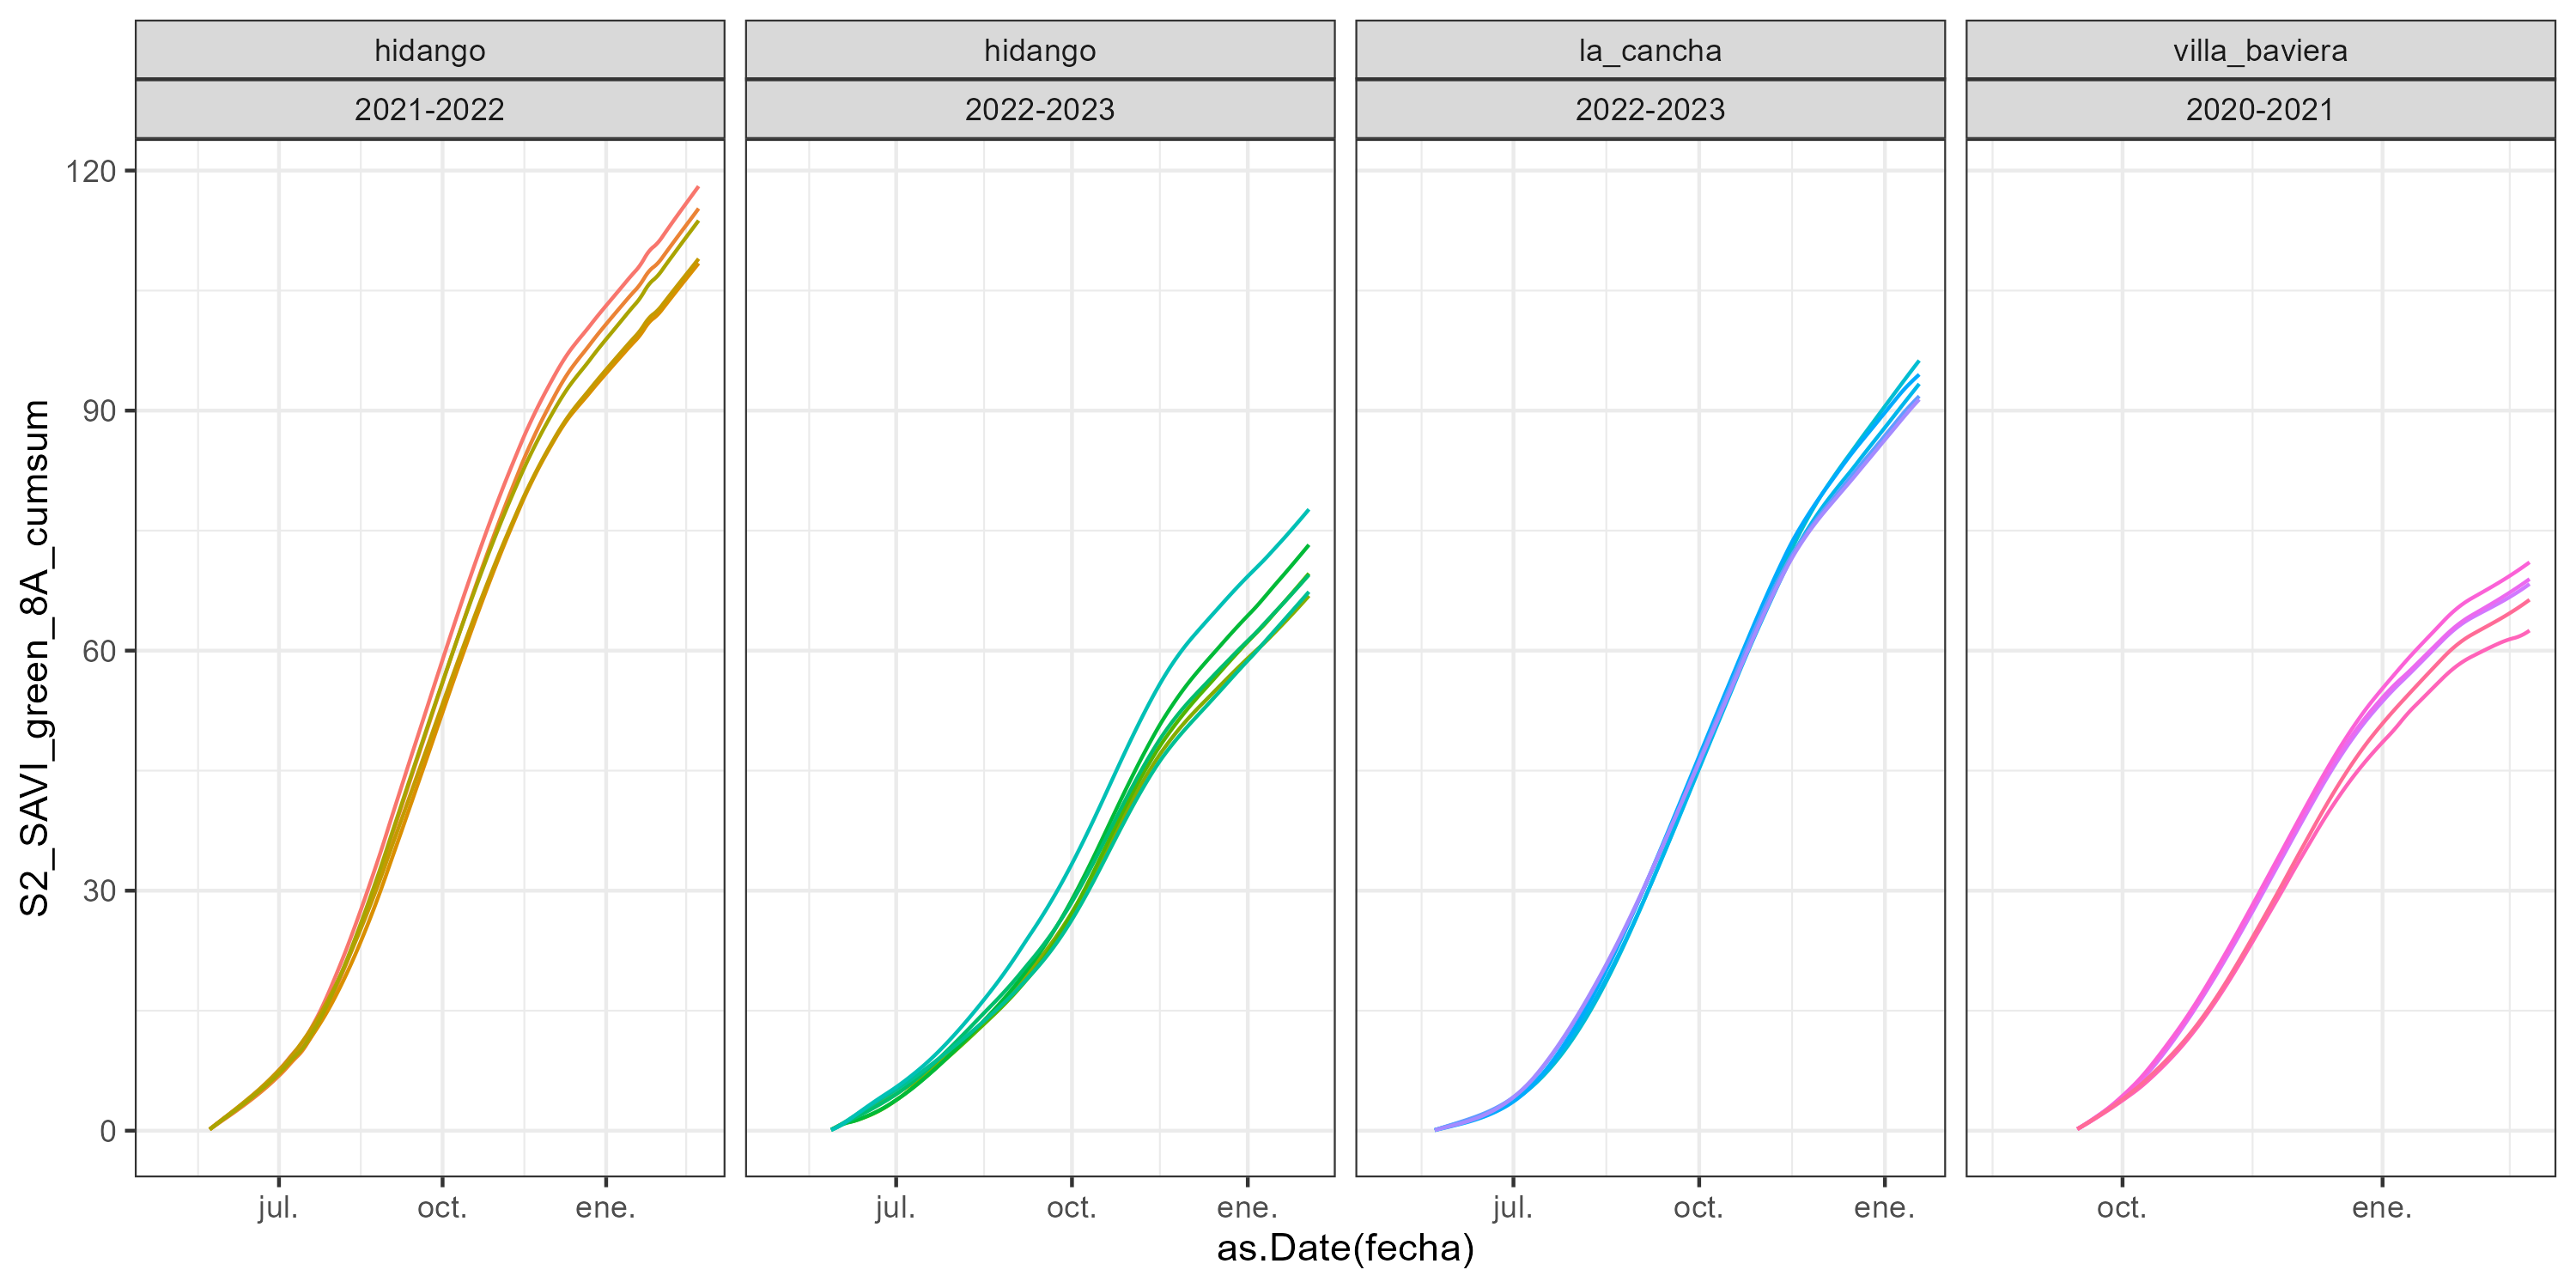 hidango
hidango
la_cancha
villa_baviera
2021-2022
2022-2023
2022-2023
2020-2021
S2_SAVI_green_8A_cumsum
120
90
60
30
0
jul.
oct.
ene.
jul.
oct.
ene.
jul.
oct.
ene.
oct.
ene.
as.Date(fecha)